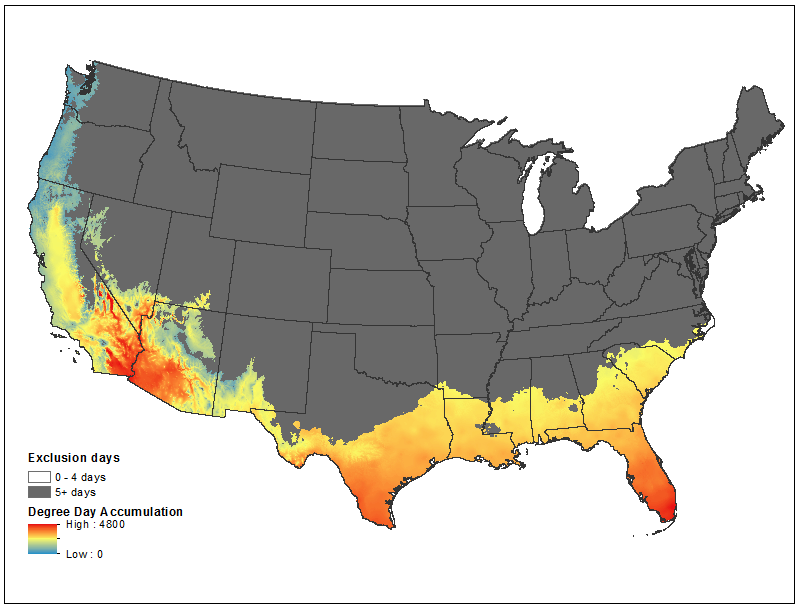 Exclusion days
0 - 4 days
5+ days
Degree Day Accumulation
High : 4800
Low : 0